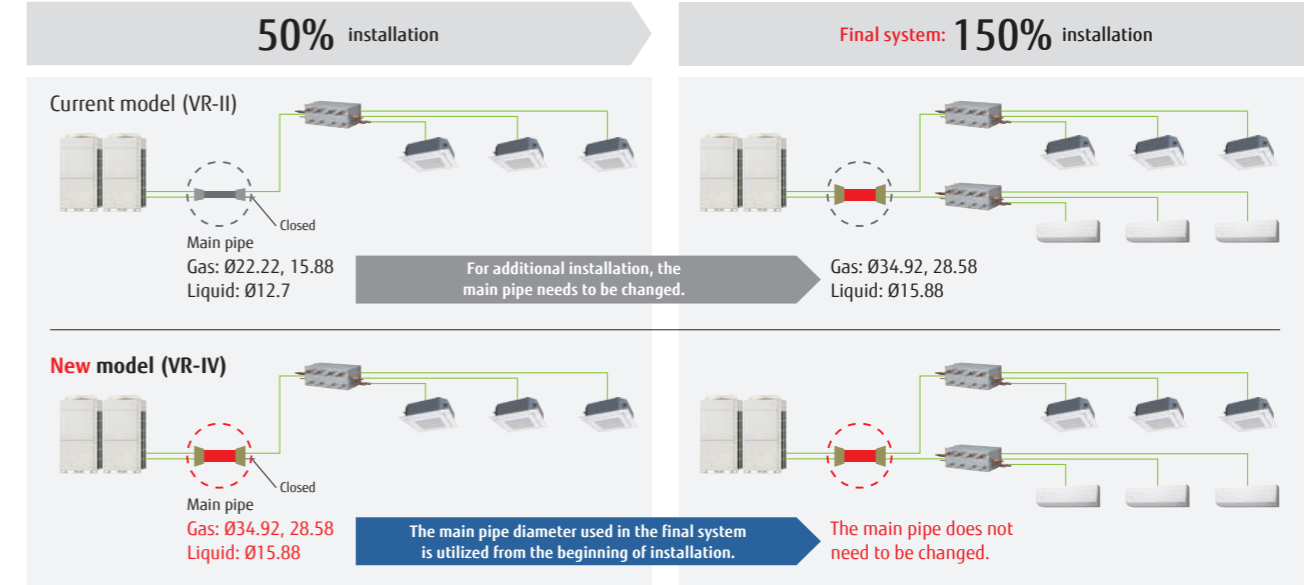 50% installation
Final system: 150% installation
Current model (VR-II)
Closed
Main pipe
Gas: Ø22.22, 15.88
Liquid: Ø12.7
For additional installation, the
main pipe needs to be changed.
Gas: Ø34.92, 28.58
Liquid: Ø15.88
New model (VR-IV)
Closed
Main pipe
Gas: Ø34.92, 28.58
Liquid: Ø15.88
The main pipe diameter used in the final system
is utilized from the beginning of installation.
The main pipe does not
need to be changed.